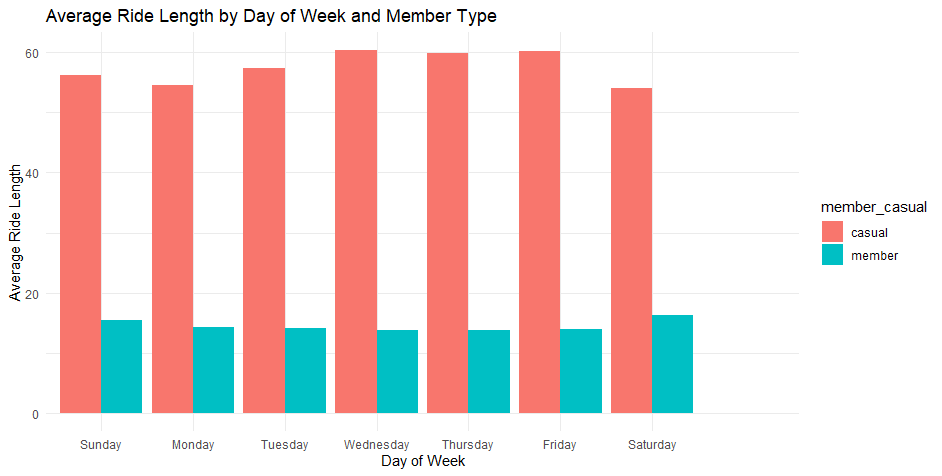 Average Ride Length by Day of Week and Member Type
Average Ride Length
60
40
20
0
Sunday Monday Tuesday Wednesday Thursday Friday Saturday
Day of Week
member_casual
casual
member